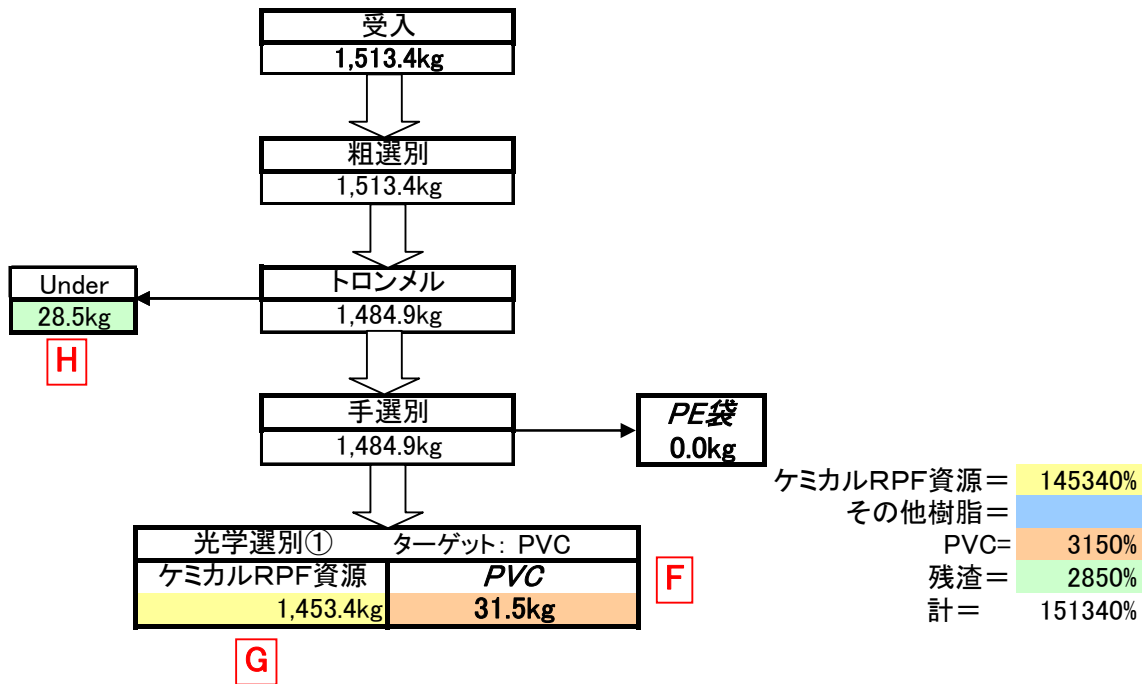 受入
1,513.4kg
粗選別
1,513.4kg
トロンメル
1,484.9kg
Under
28.5kg
H
手選別
1,484.9kg
PE袋
0.0kg
光学選別① ターゲット: PVC
ケミカルRPF資源 PVC
1,453.4kg 31.5kg
F
G
ケミカルRPF資源= 145340%
その他樹脂=
PVC= 3150%
残渣= 2850%
計= 151340%